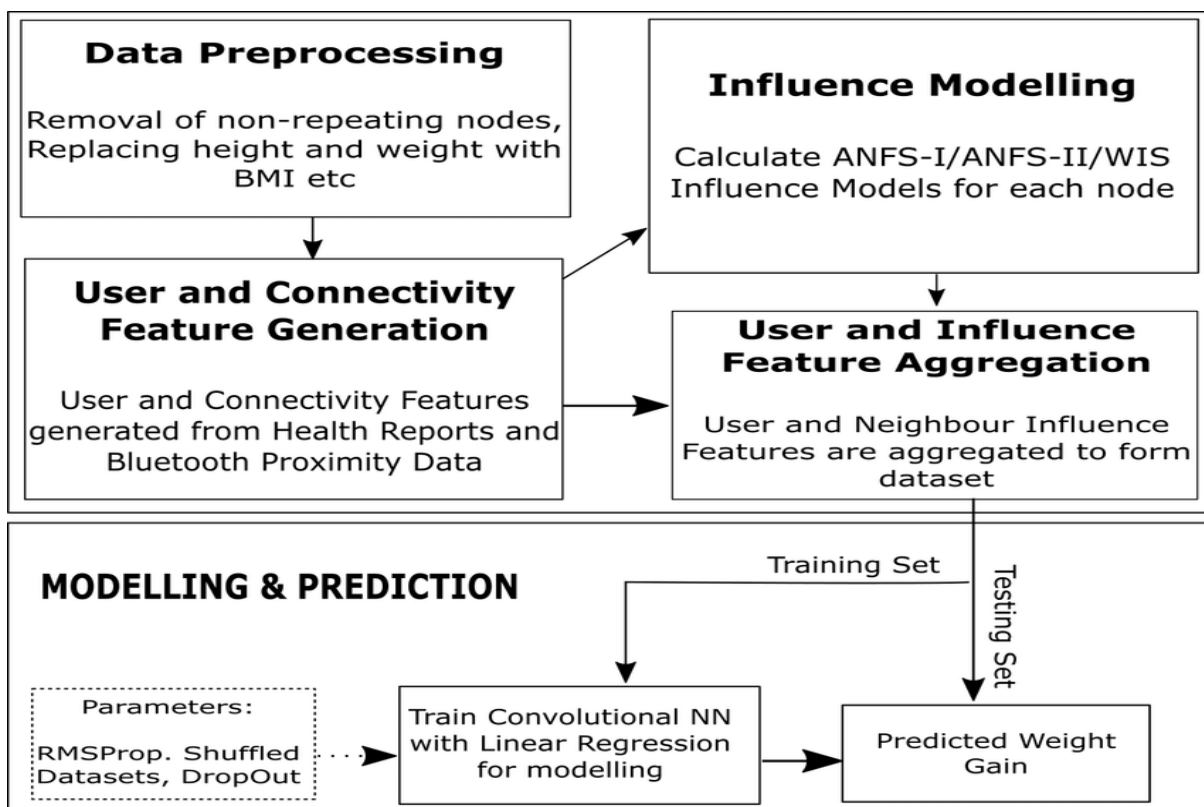 Data Preprocessing
Removal of non-repeating nodes,
Replacing height and weight with
BMI etc
Influence Modelling
Calculate ANFS-I/ANFS-II/WIS
Influence Models for each node
User and Connectivity
Feature Generation
User and Connectivity Features
generated from Health Reports and
Bluetooth Proximity Data
User and Influence
Feature Aggregation
User and Neighbour Influence
Features are aggregated to form
dataset
MODELLING & PREDICTION
Training Set
Testing Set
Parameters:
RMSProp. Shuffled
Datasets, DropOut
Train Convolutional NN
with Linear Regression
for modelling
Predicted Weight
Gain